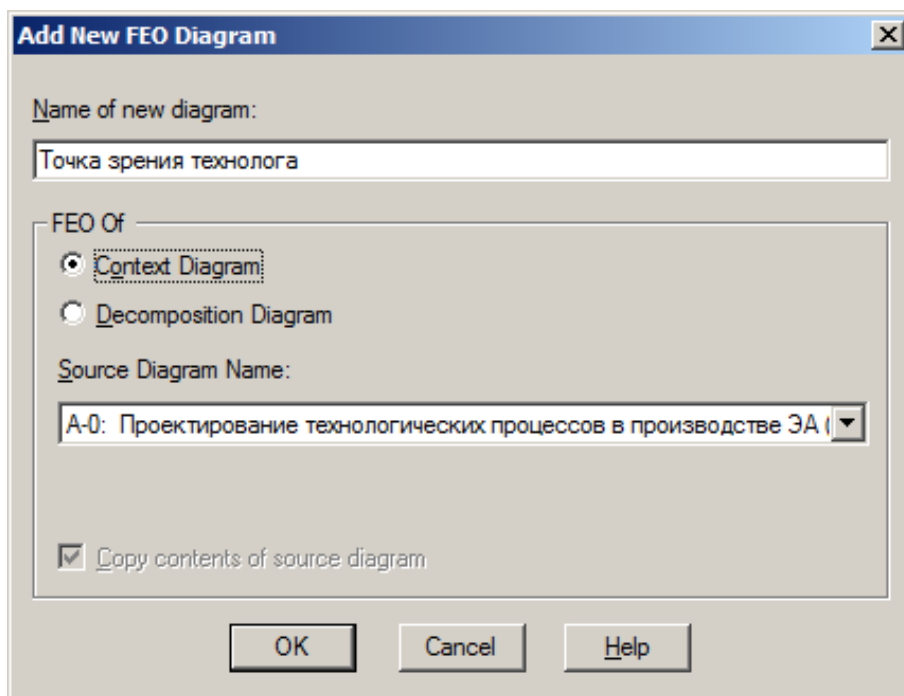 Add New FEO Diagram
Name of new diagram:
Точка зрения технолога
FEO Of
Context Diagram
Decomposition Diagram
Source Diagram Name:
A-0: Проектирование технологических процессов в производстве ЭА (
Copy contents of source diagram
OK Cancel Help